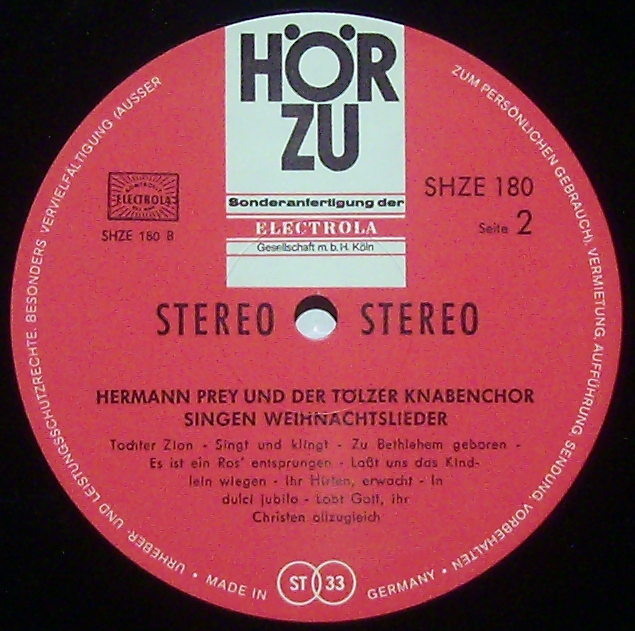 HÖR
ZU
Sonderanfertigung der
ELECTROLA
Gesellschaft m. b. H. Köln
ELECTROLA
SHZE 180 B
SHZE 180
Seite 2
STEREO STEREO
HERMANN PREY UND DER TÖLZER KNABENCHOR
SINGEN WEIHNACHTSLIEDER
Tochter Zion - Singt und klingt - Zu Bethlehem geboren -
Es ist ein Ros' entsprungen - Laßt uns das Kind-
lein wiegen - Ihr Hirten, erwacht - In
dulci jubilo - Lobt Gott, ihr
Christen allzugleich
URHEBER- UND LEISTUNGSSCHUTZRECHTE, BESONDERS VERVIELFÄLTIGUNG (AUSSER
ZUM PERSÖNLICHEN GEBRAUCH), VERMIETUNG, AUFFÜHRUNG, SENDUNG, VORBEHALTEN
• MADE IN ST 33 GERMANY •